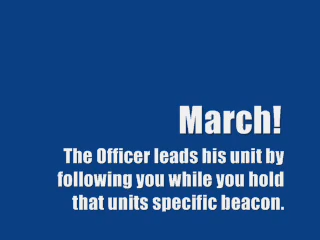 March!
The Officer leads his unit by
following you while you hold
that units specific beacon.